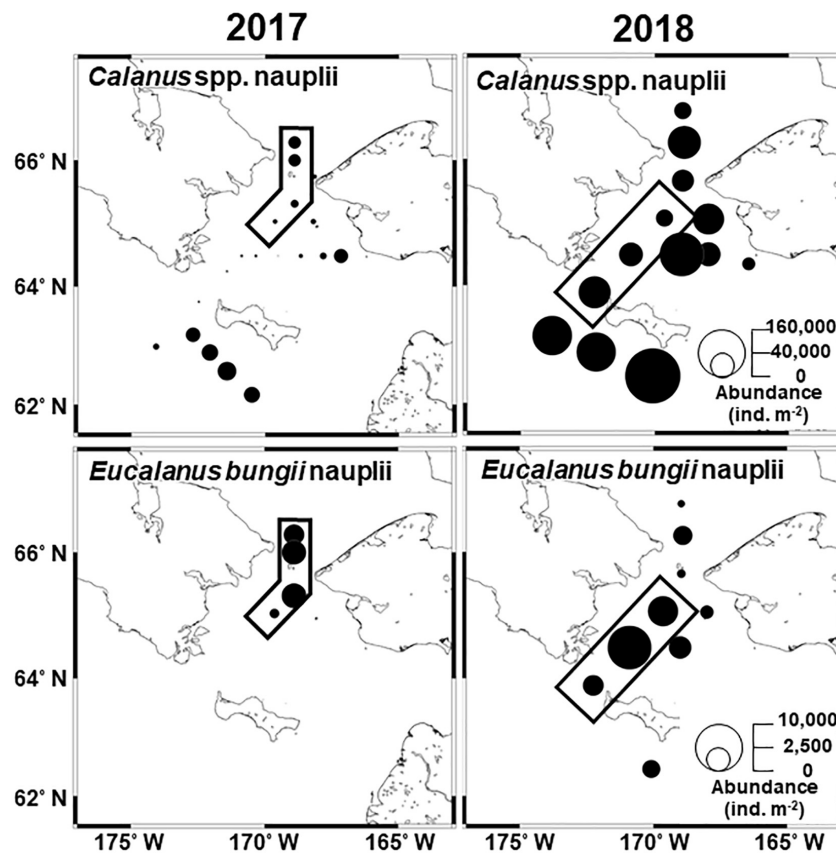 2017
2018
Calanus spp. nauplii
Calanus spp. nauplii
66° N
64° N
62° N
160,000
40,000
0
Abundance
(ind. m-2)
Eucalanus bungii nauplii
Eucalanus bungii nauplii
66° N
64° N
62° N
10,000
2,500
0
Abundance
(ind. m-2)
175° W
170° W
165° W
175° W
170° W
165° W